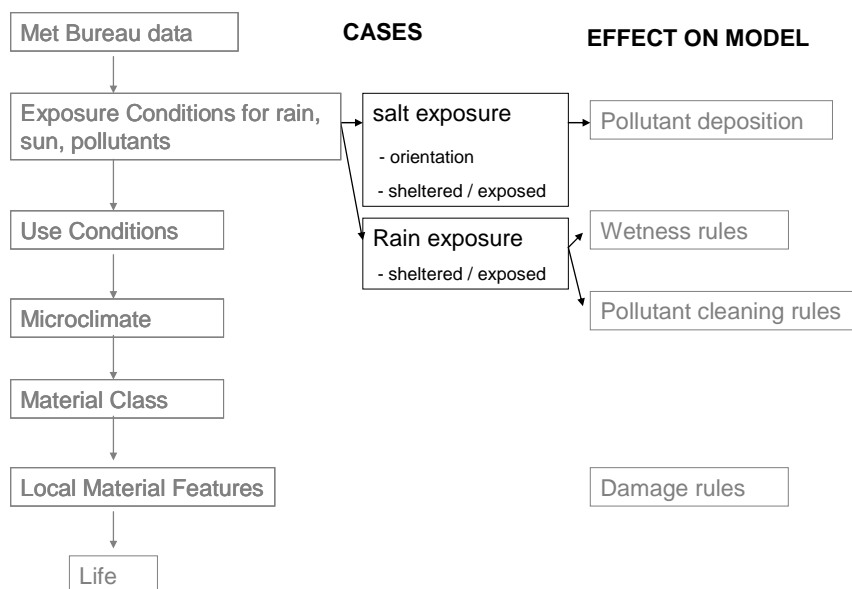 Met Bureau data
CASES
EFFECT ON MODEL
Exposure Conditions for rain,
sun, pollutants
salt exposure
- orientation
- sheltered / exposed
Pollutant deposition
Use Conditions
Rain exposure
- sheltered / exposed
Wetness rules
Pollutant cleaning rules
Microclimate
Material Class
Local Material Features
Damage rules
Life